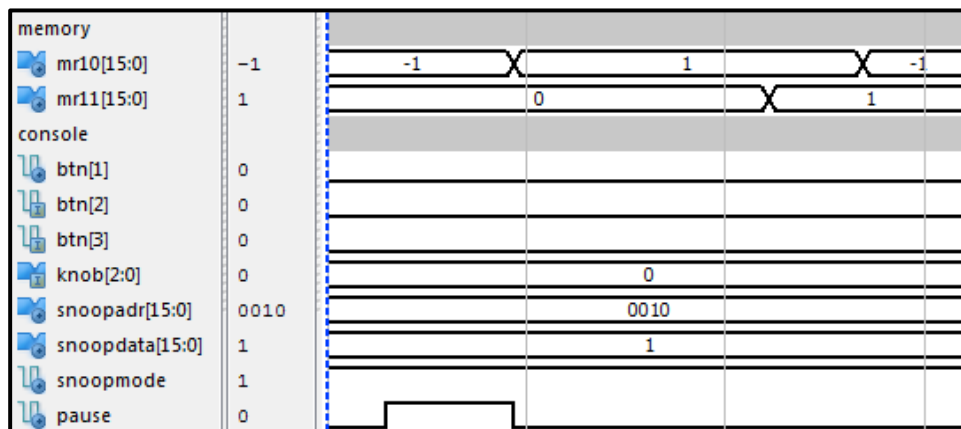 memory
mr10[15:0] -1 -1 1 -1
mr11[15:0] 1 0 1
console
btn[1] 0
btn[2] 0
btn[3] 0
knob[2:0] 0 0
snoopadr[15:0] 0010 0010
snoopdata[15:0] 1 1
snoopmode 1
pause 0